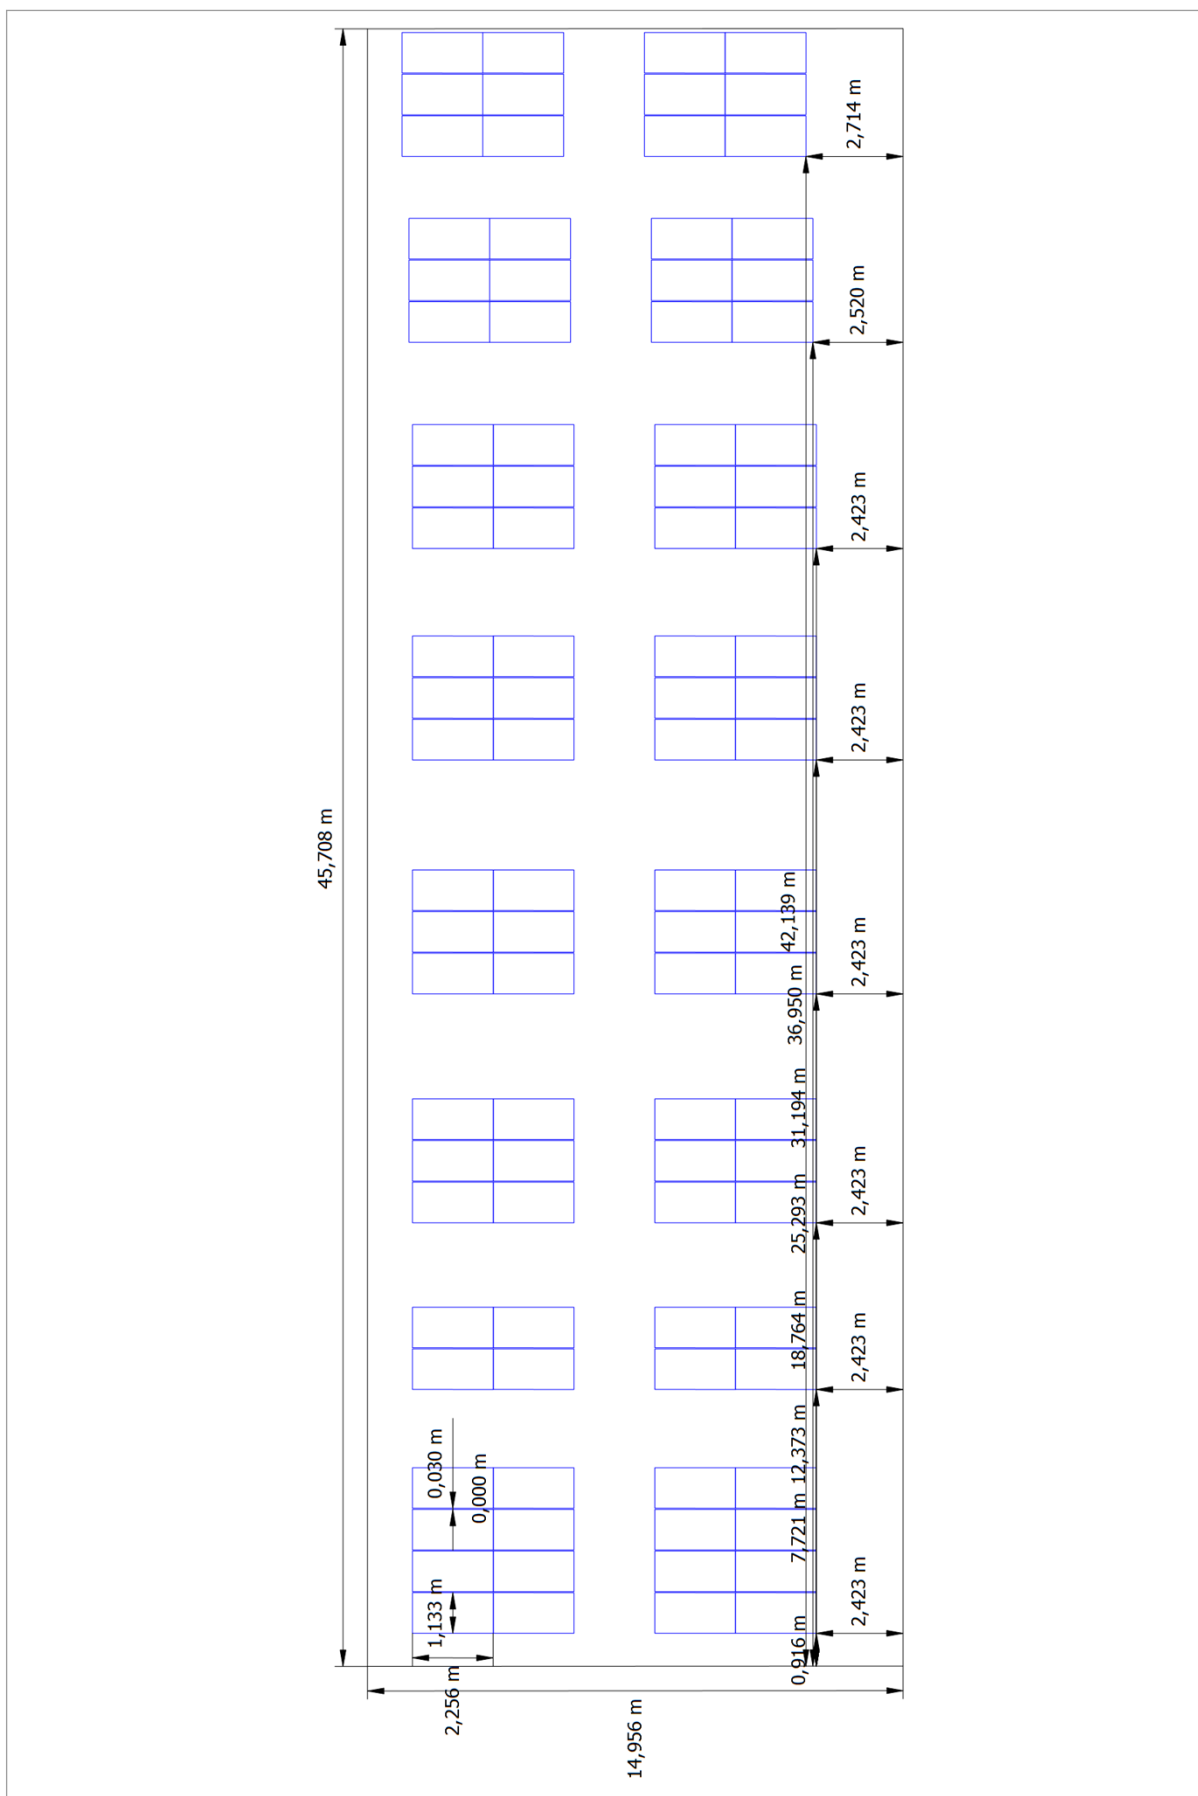 2,714 m
2,520 m
2,423 m
2,423 m
45,708 m
42,139 m
2,423 m
36,950 m
31,194 m
25,293 m
2,423 m
18,764 m
2,423 m
12,373 m
0,030 m
0,000 m
7,721 m
2,423 m
1,133 m
0,916 m
2,256 m
14,956 m